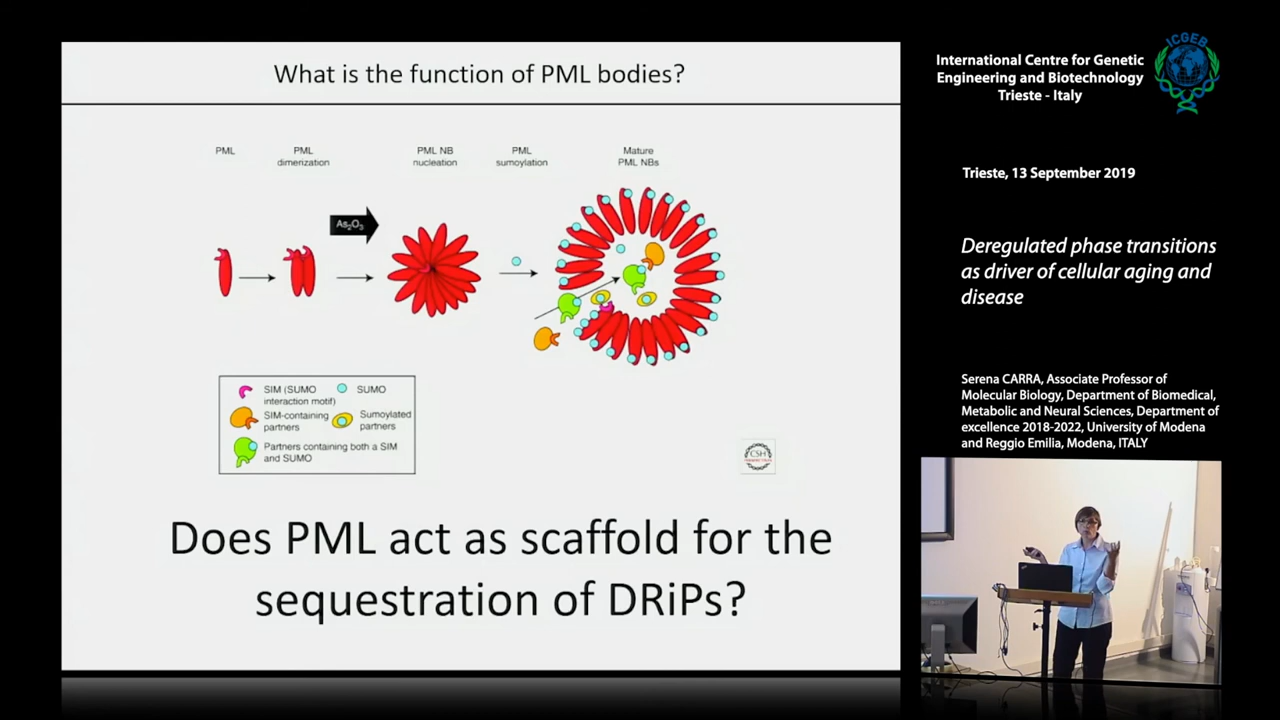 What is the function of PML bodies?
PML
PML
dimerization
PML NB
nucleation
PML
sumoylation
Mature
PML NBs
As₂O₃
SIM (SUMO
interaction motif)
SUMO
SIM-containing
partners
Sumoylated
partners
Partners containing both a SIM
and SUMO
CSH
Does PML act as scaffold for the
sequestration of DRiPs?
International Centre for Genetic
Engineering and Biotechnology
Trieste - Italy
ICGEB
Trieste, 13 September 2019
Deregulated phase transitions
as driver of cellular aging and
disease
Serena CARRA, Associate Professor of
Molecular Biology, Department of Biomedical,
Metabolic and Neural Sciences, Department of
excellence 2018-2022, University of Modena
and Reggio Emilia, Modena, ITALY